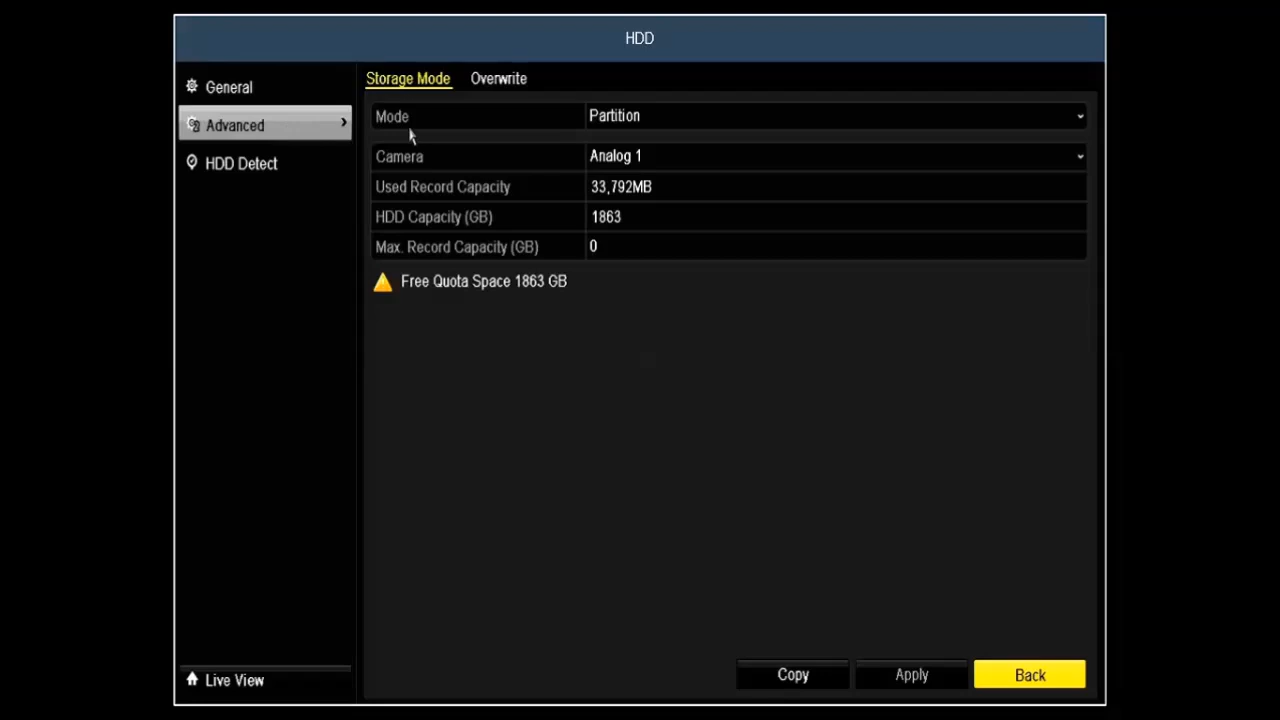 HDD
General
Advanced
HDD Detect
Live View
Storage Mode Overwrite
Mode Partition
Camera Analog 1
Used Record Capacity 33,792MB
HDD Capacity (GB) 1863
Max. Record Capacity (GB) 0
Free Quota Space 1863 GB
Copy Apply Back